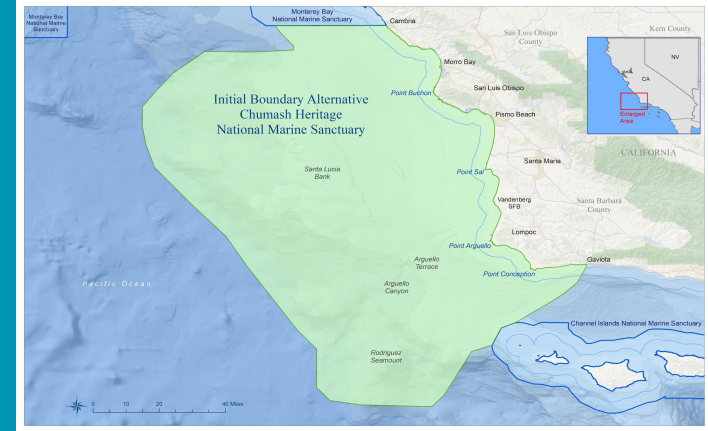 Monterey Bay
National Marine
Sanctuary
Monterey Bay
National Marine Sanctuary
Cambria
San Luis Obispo
County
Kern County
NV
CA
Enlarged
Area
Morro Bay
Point Buchon
San Luis Obispo
Pismo Beach
Initial Boundary Alternative
Chumash Heritage
National Marine Sanctuary
CALIFORNIA
Santa Maria
Santa Lucia
Bank
Point Sal
Vandenberg
SFB
Santa Barbara
County
Lompoc
Point Arguello
Arguello
Terrace
Gaviota
Point Conception
Pacific Ocean
Arguello
Canyon
Channel Islands National Marine Sanctuary
Rodriguez
Seamount
0 10 20 40 Miles